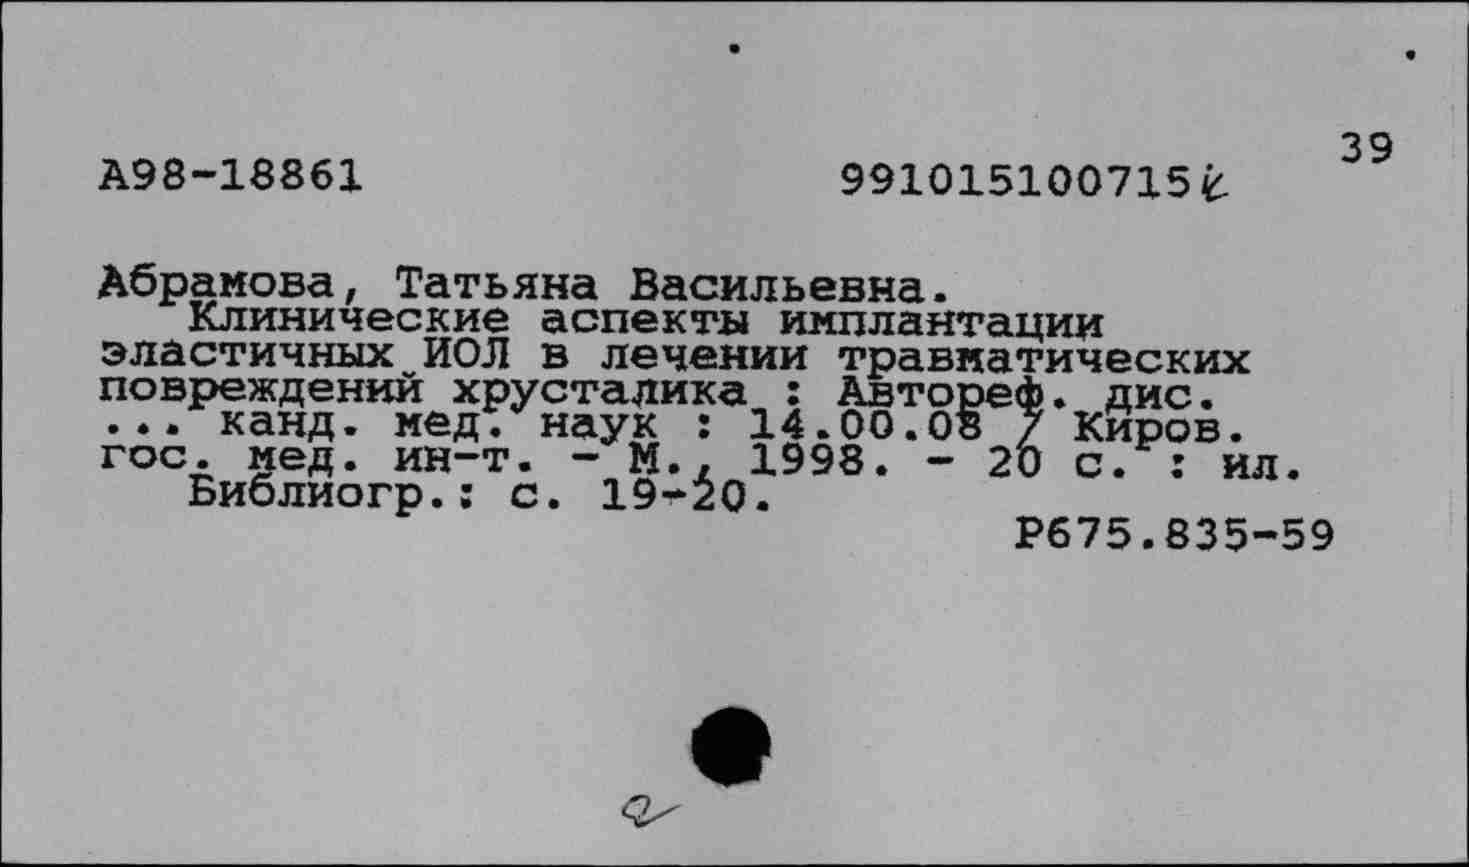 39
А98-18861 991015100715
Абрамова, Татьяна Васильевна.
Клинические аспекты имплантации
эластичных ИОЛ в лечении травматических
повреждений хрусталика : Автореф. дис.
... канд. мед. наук : 14.00.08 / Киров.
гос. мед. ин-т. - М., 1998. - 20 с. : ил.
Библиогр.: с. 19-20.
Р675.835-59